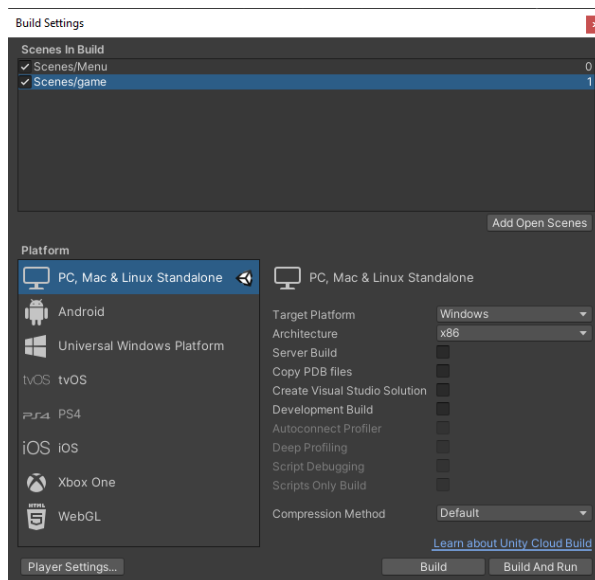 Build Settings
Scenes In Build
Scenes/Menu 0
Scenes/game 1
Add Open Scenes
Platform
PC, Mac & Linux Standalone
Android
Universal Windows Platform
tvOS tvOS
PS4 PS4
iOS iOS
Xbox One
HTML 5 WebGL
PC, Mac & Linux Standalone
Target Platform Windows
Architecture x86
Server Build
Copy PDB files
Create Visual Studio Solution
Development Build
Autoconnect Profiler
Deep Profiling
Script Debugging
Scripts Only Build
Compression Method Default
Learn about Unity Cloud Build
Player Settings...
Build
Build And Run